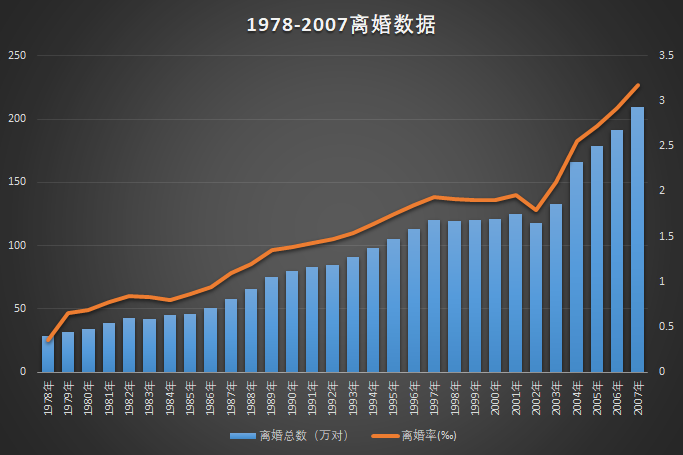 1978-2007离婚数据
250
200
150
100
50
0
3.5
3
2.5
2
1.5
1
0.5
0
1978年
1979年
1980年
1981年
1982年
1983年
1984年
1985年
1986年
1987年
1988年
1989年
1990年
1991年
1992年
1993年
1994年
1995年
1996年
1997年
1998年
1999年
2000年
2001年
2002年
2003年
2004年
2005年
2006年
2007年
离婚总数（万对）
离婚率(‰)